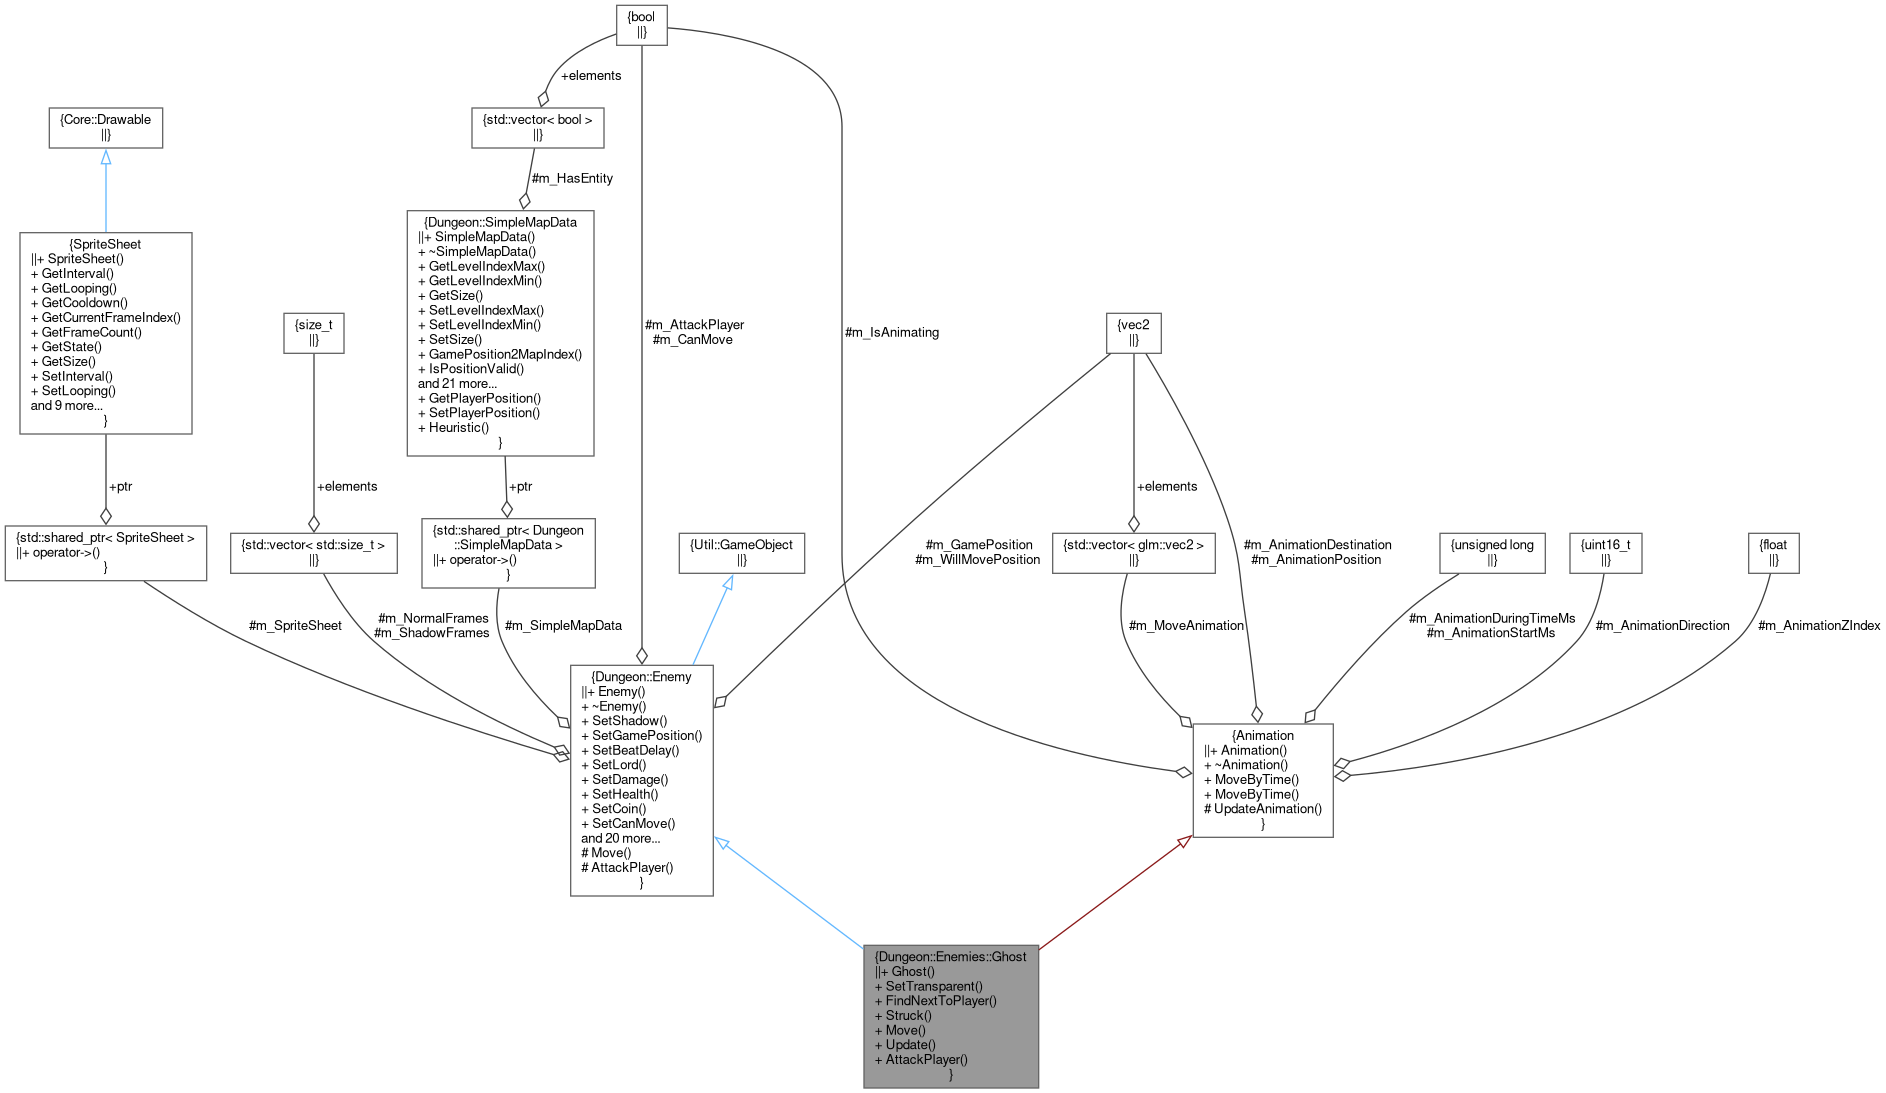 {bool
||}
+elements
{Core::Drawable
||}
{std::vector< bool >
||}
#m_HasEntity
{SpriteSheet
||+ SpriteSheet()
+ GetInterval()
+ GetLooping()
+ GetCooldown()
+ GetCurrentFrameIndex()
+ GetFrameCount()
+ GetState()
+ GetSize()
+ SetInterval()
+ SetLooping()
and 9 more...
}
{size_t
||}
{Dungeon::SimpleMapData
||+ SimpleMapData()
+ ~SimpleMapData()
+ GetLevelIndexMax()
+ GetLevelIndexMin()
+ GetSize()
+ SetLevelIndexMax()
+ SetLevelIndexMin()
+ SetSize()
+ GamePosition2MapIndex()
+ IsPositionValid()
and 21 more...
+ GetPlayerPosition()
+ SetPlayerPosition()
+ Heuristic()
}
#m_AttackPlayer
#m_CanMove
#m_IsAnimating
{vec2
||}
+ptr
+elements
+ptr
+elements
{std::shared_ptr< SpriteSheet >
||+ operator->()
}
{std::vector< std::size_t >
||}
{std::shared_ptr< Dungeon
::SimpleMapData >
||+ operator->()
}
{Util::GameObject
||}
#m_GamePosition
#m_WillMovePosition
{std::vector< glm::vec2 >
||}
#m_AnimationDestination
#m_AnimationPosition
{unsigned long
||}
{uint16_t
||}
{float
||}
#m_SpriteSheet
#m_NormalFrames
#m_ShadowFrames
#m_SimpleMapData
#m_MoveAnimation
#m_AnimationDuringTimeMs
#m_AnimationStartMs
#m_AnimationDirection
#m_AnimationZIndex
{Dungeon::Enemy
||+ Enemy()
+ ~Enemy()
+ SetShadow()
+ SetGamePosition()
+ SetBeatDelay()
+ SetLord()
+ SetDamage()
+ SetHealth()
+ SetCoin()
+ SetCanMove()
and 20 more...
# Move()
# AttackPlayer()
}
{Animation
||+ Animation()
+ ~Animation()
+ MoveByTime()
+ MoveByTime()
# UpdateAnimation()
}
{Dungeon::Enemies::Ghost
||+ Ghost()
+ SetTransparent()
+ FindNextToPlayer()
+ Struck()
+ Move()
+ Update()
+ AttackPlayer()
}